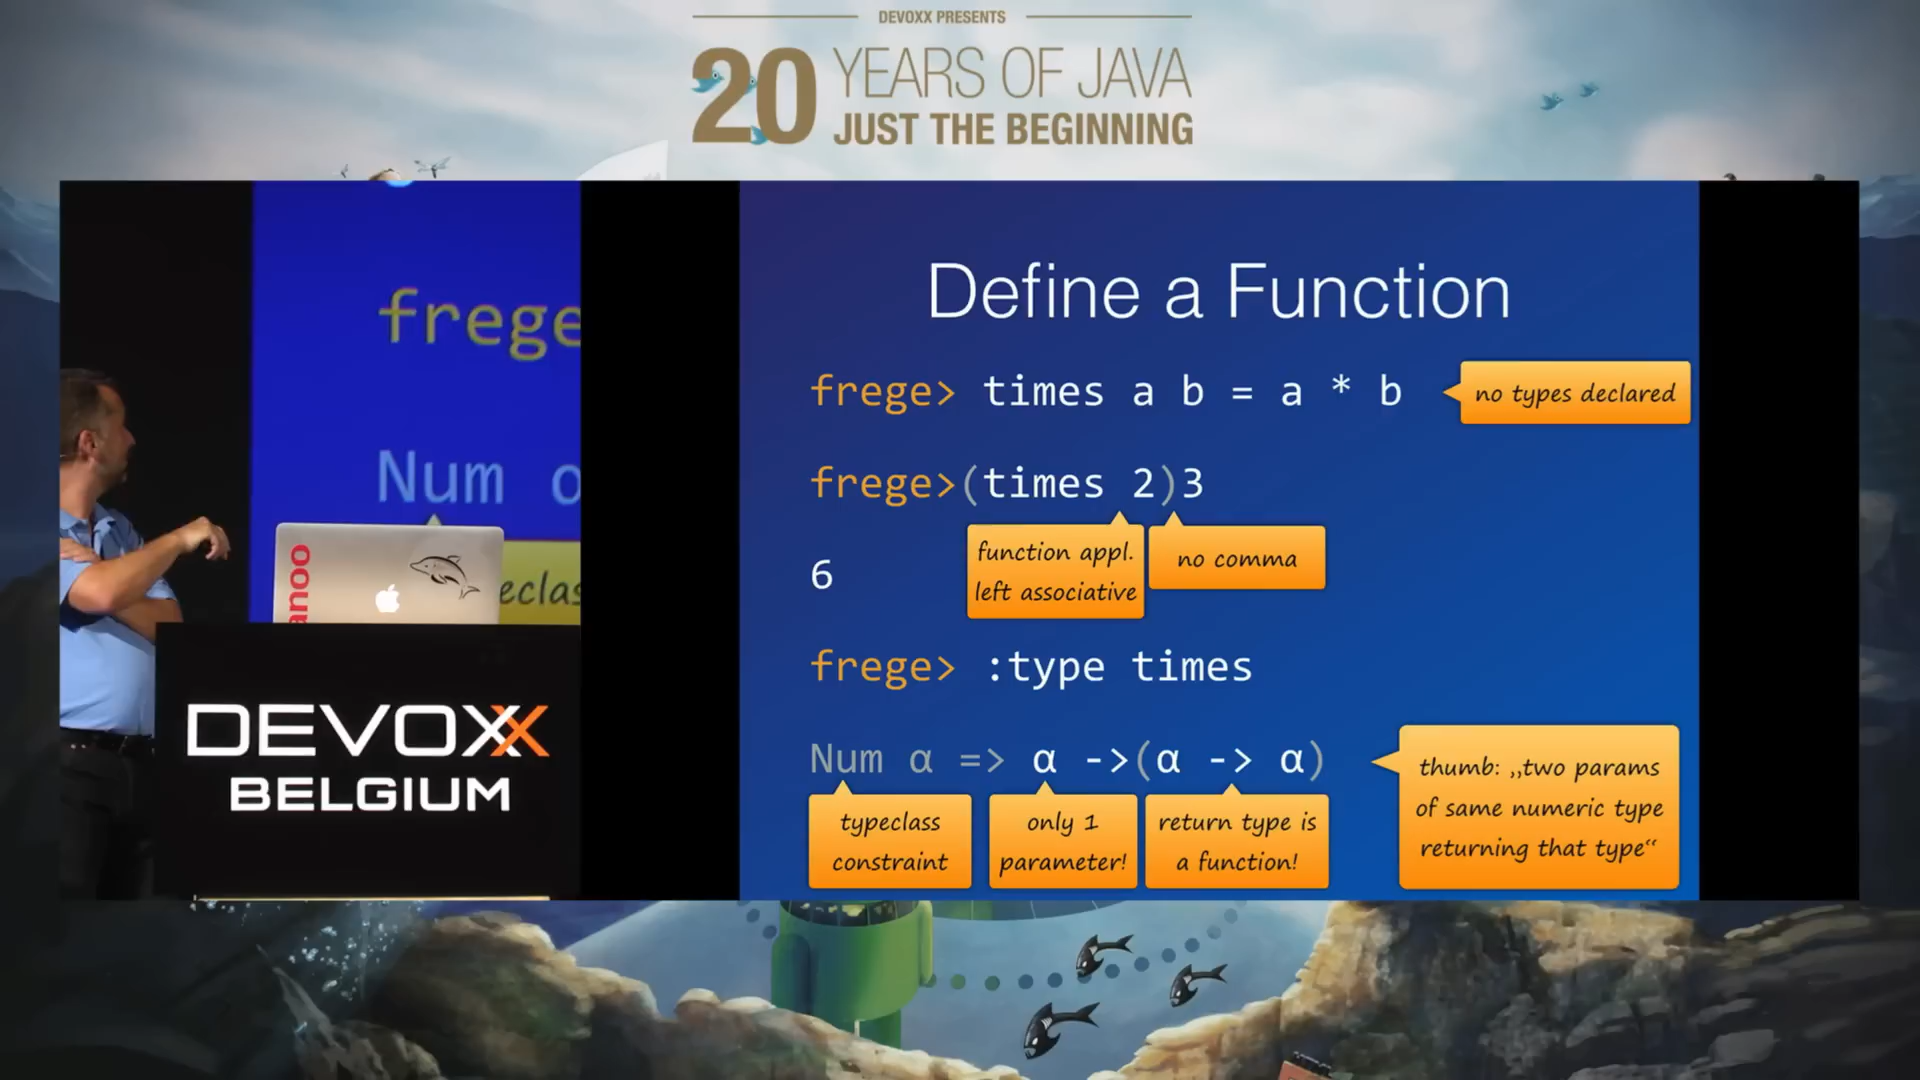 DEVOXX PRESENTS
20 YEARS OF JAVA
JUST THE BEGINNING
frege
Num
anoo
DEVOXX
BELGIUM
Define a Function
frege> times a b = a * b
no types declared
frege>(times 2)3
function appl.
left associative
no comma
6
frege> :type times
Num α => α ->(α -> α)
typeclass
constraint
only 1
parameter!
return type is
a function!
thumb: „two params
of same numeric type
returning that type“